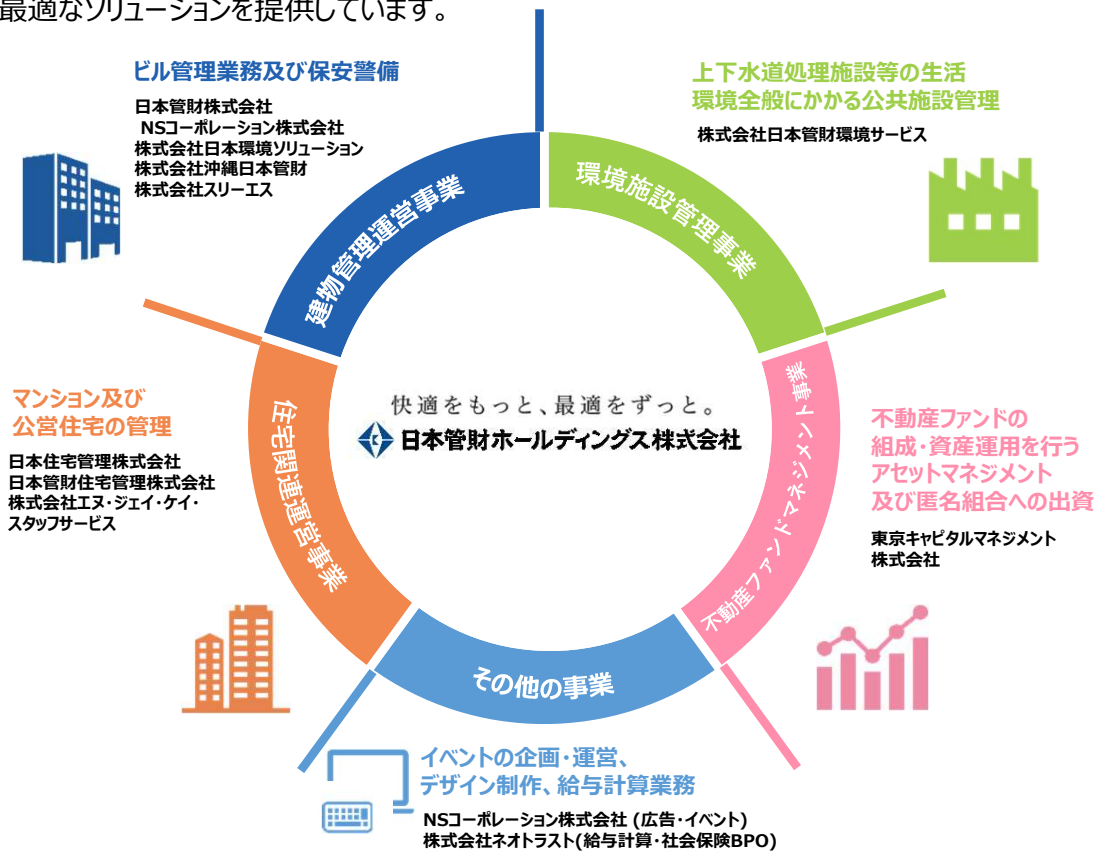 最適なソリューションを提供しています。
ビル管理業務及び保安警備
日本管財株式会社
NSコーポレーション株式会社
株式会社日本環境ソリューション
株式会社沖縄日本管財
株式会社スリーエス
上下水道処理施設等の生活
環境全般にかかる公共施設管理
株式会社日本管財環境サービス
建物管理運営事業
環境施設管理事業
マンション及び
公営住宅の管理
日本住宅管理株式会社
日本管財住宅管理株式会社
株式会社エヌ・ジェイ・ケイ・
スタッフサービス
住宅関連運営事業
快適をもっと、最適をずっと。
日本管財ホールディングス株式会社
不動産ファンドマネジメント事業
不動産ファンドの
組成・資産運用を行う
アセットマネジメント
及び匿名組合への出資
東京キャピタルマネジメント
株式会社
その他の事業
イベントの企画・運営、
デザイン制作、給与計算業務
NSコーポレーション株式会社 (広告・イベント)
株式会社ネオトラスト(給与計算・社会保険BPO)